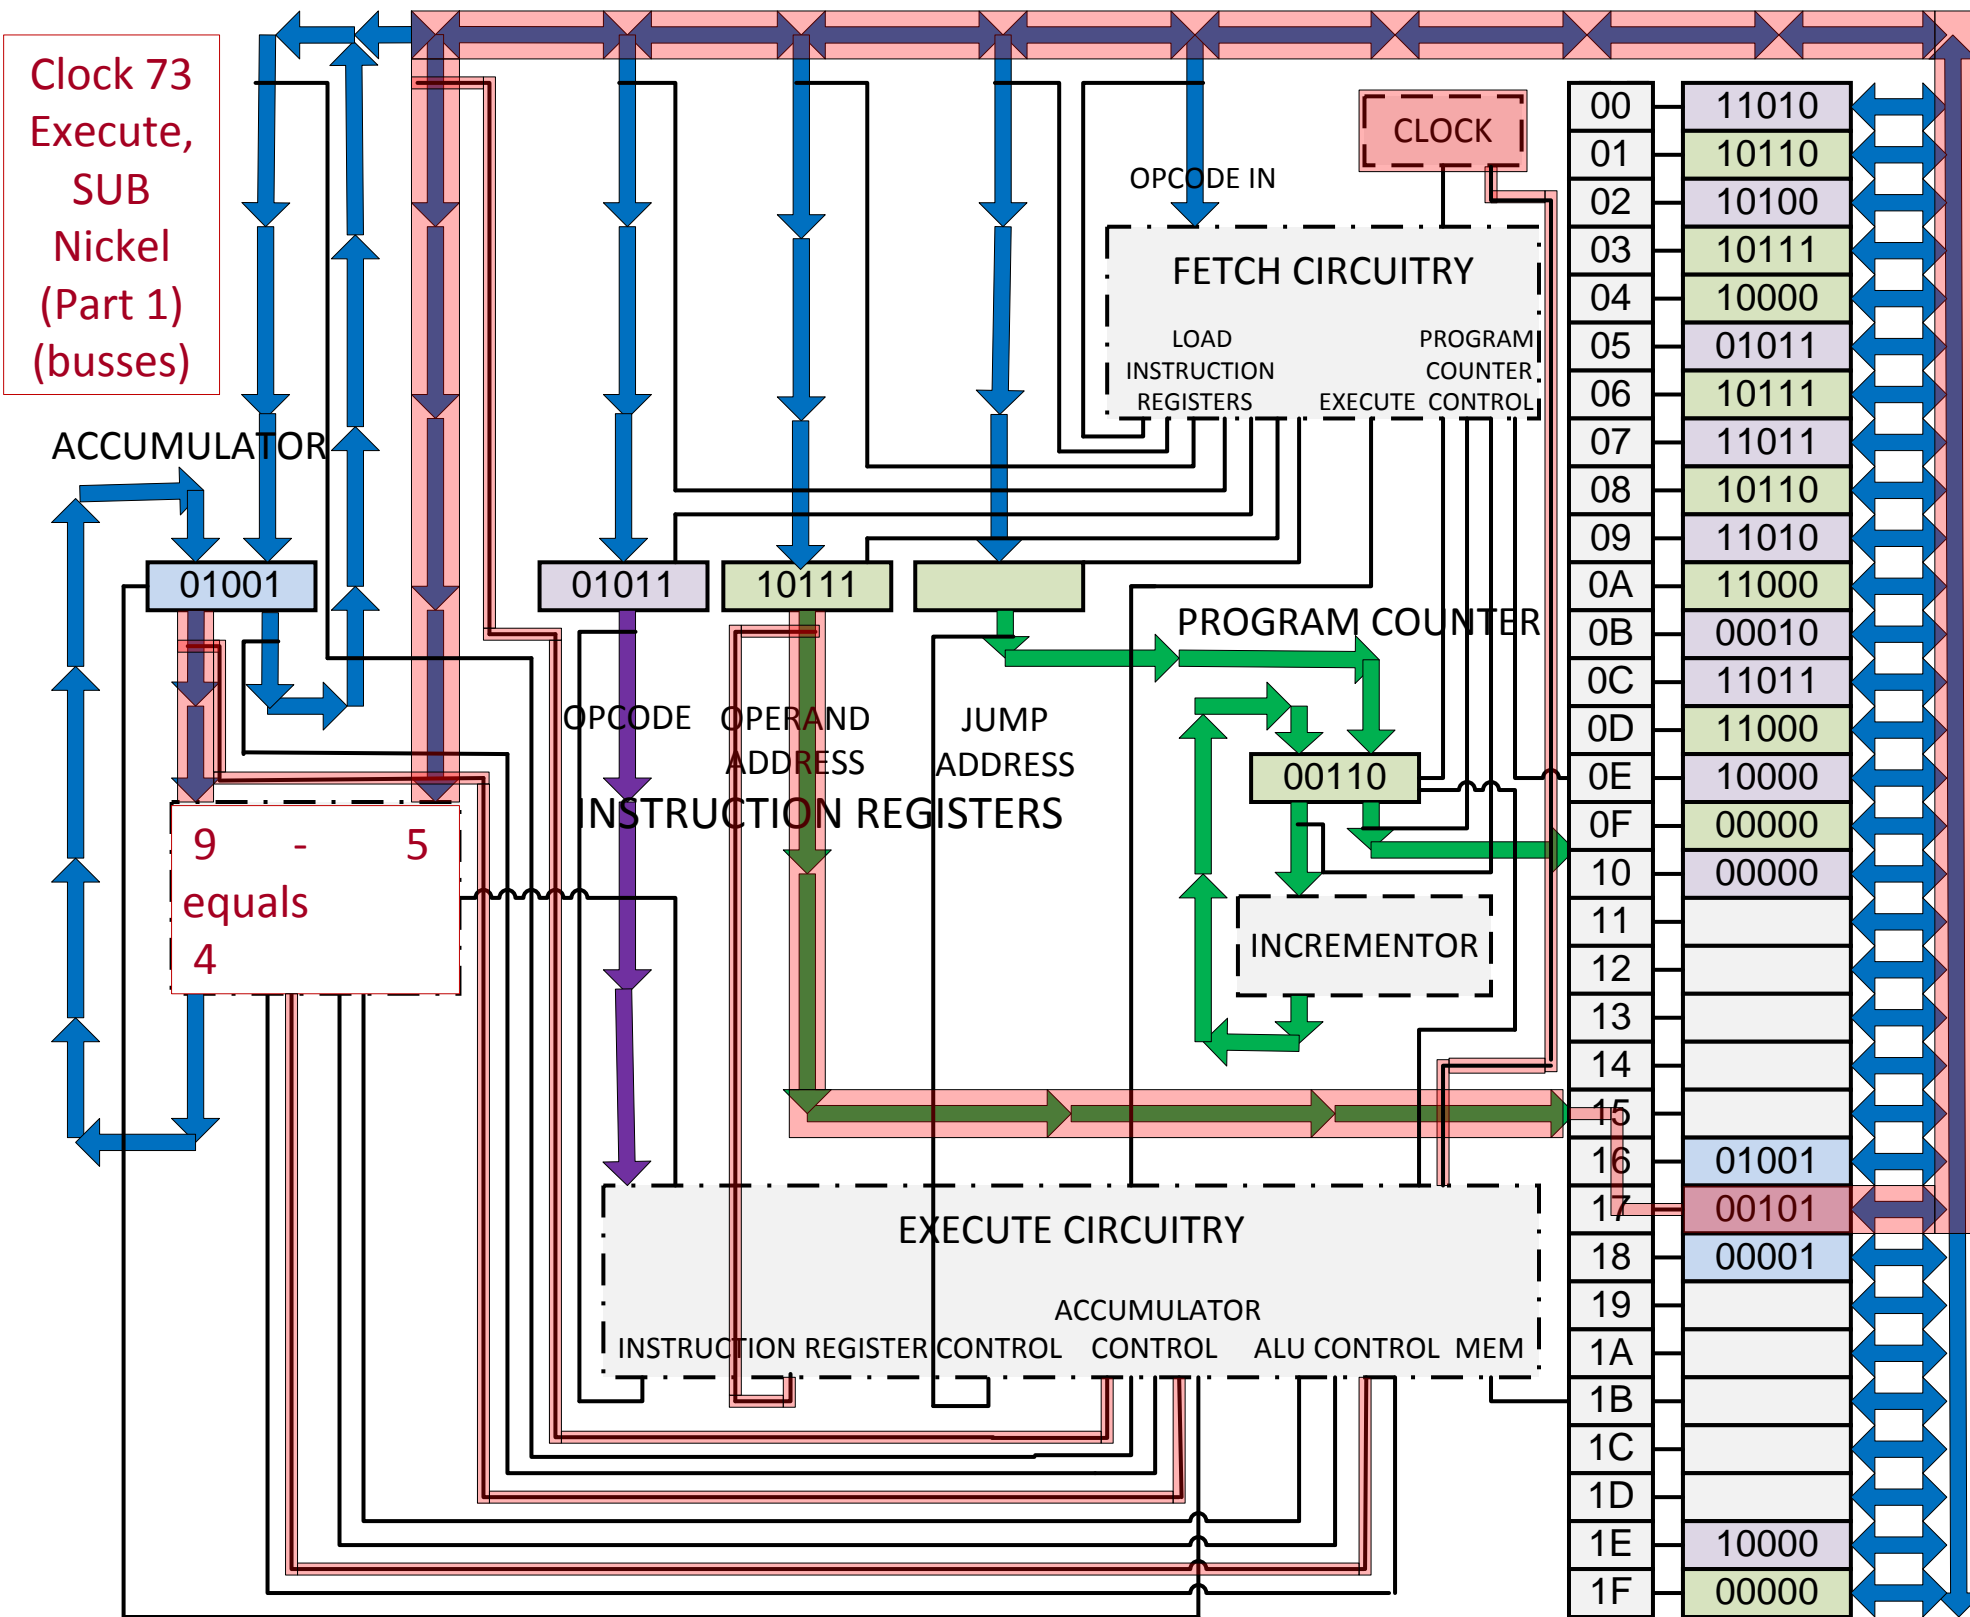 Clock 73
Execute,
SUB
Nickel
(Part 1)
(busses)
CLOCK
OPCODE IN
FETCH CIRCUITRY
LOAD
INSTRUCTION
REGISTERS
EXECUTE
PROGRAM
COUNTER
CONTROL
ACCUMULATOR
01001
01011
10111
PROGRAM COUNTER
OPCODE
OPERAND
ADDRESS
JUMP
ADDRESS
INSTRUCTION REGISTERS
00110
INCREMENTOR
9 - 5
equals
4
EXECUTE CIRCUITRY
INSTRUCTION REGISTER CONTROL
ACCUMULATOR
CONTROL
ALU CONTROL
MEM
00 11010
01 10110
02 10100
03 10111
04 10000
05 01011
06 10111
07 11011
08 10110
09 11010
0A 11000
0B 00010
0C 11011
0D 11000
0E 10000
0F 00000
10 00000
11
12
13
14
15
16 01001
17 00101
18 00001
19
1A
1B
1C
1D
1E 10000
1F 00000